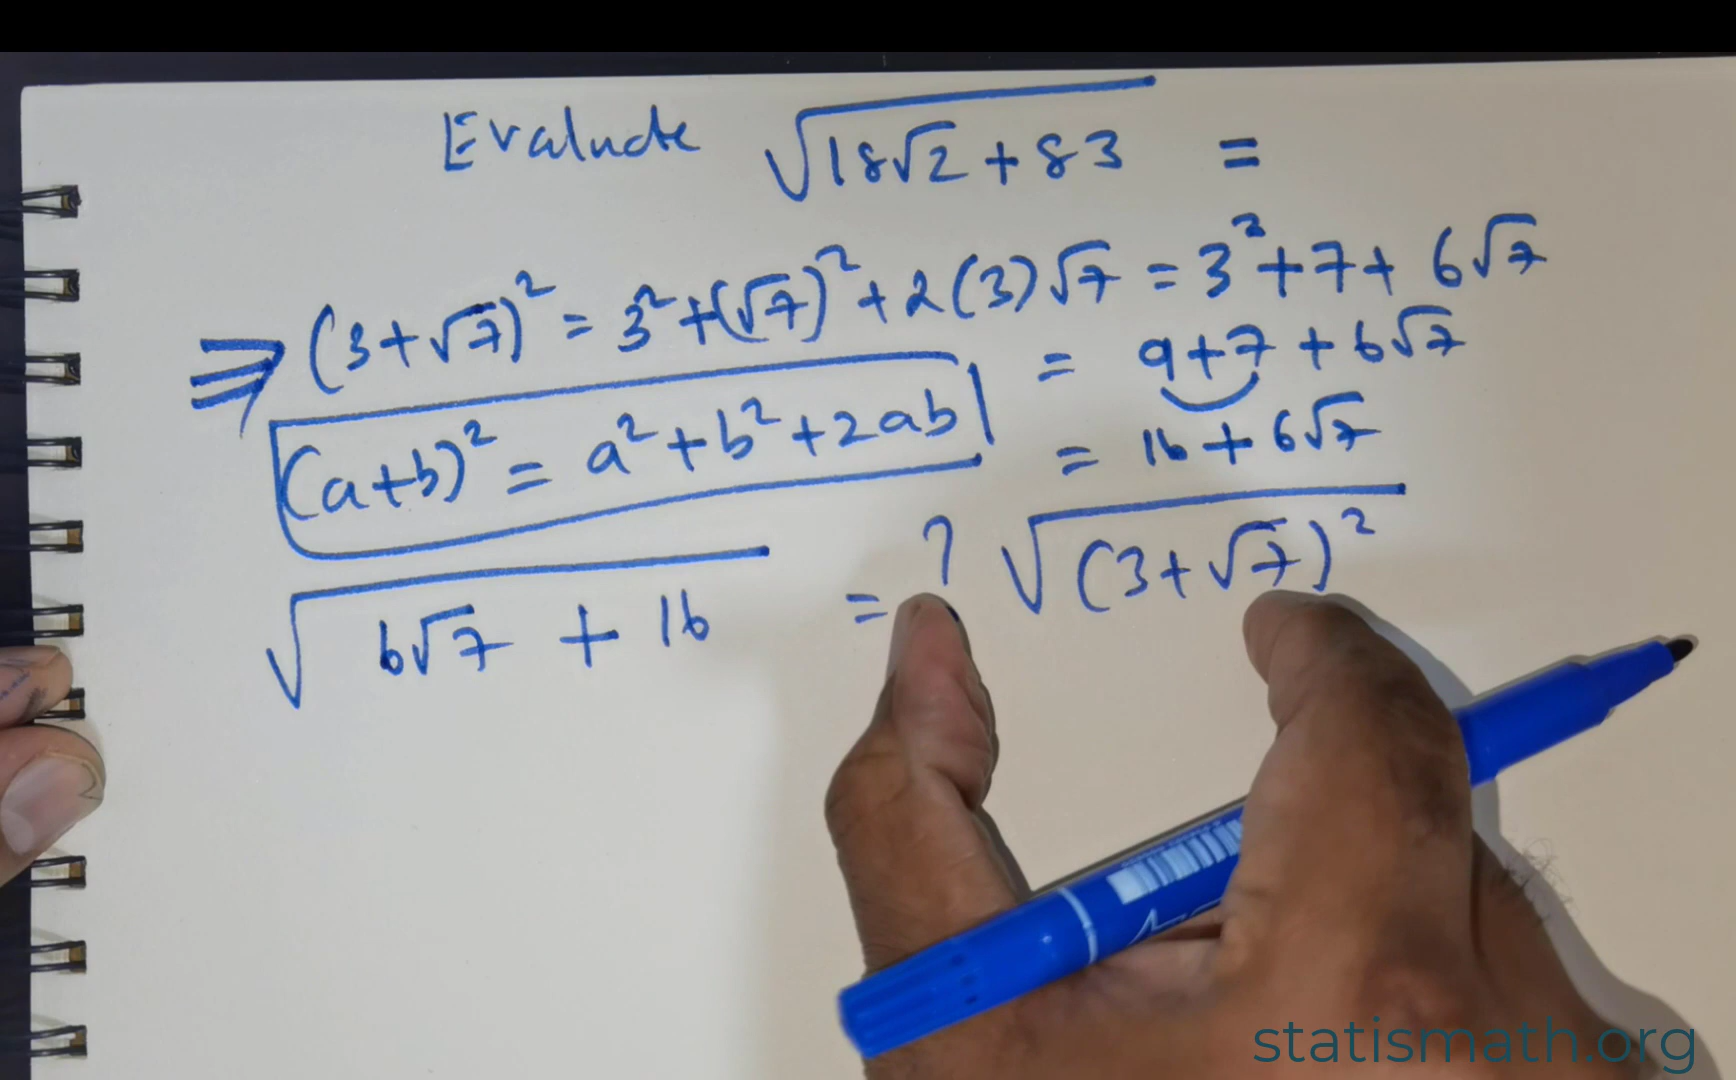 Evaluate √(18√2 + 83) =
⇒ (3+√7)² = 3² + (√7)² + 2(3)√7 = 3² + 7 + 6√7
= 9+7 + 6√7
(a+b)² = a² + b² + 2ab
= 16 + 6√7
√(6√7 + 16) = ? √((3+√7)²)
statismath.org